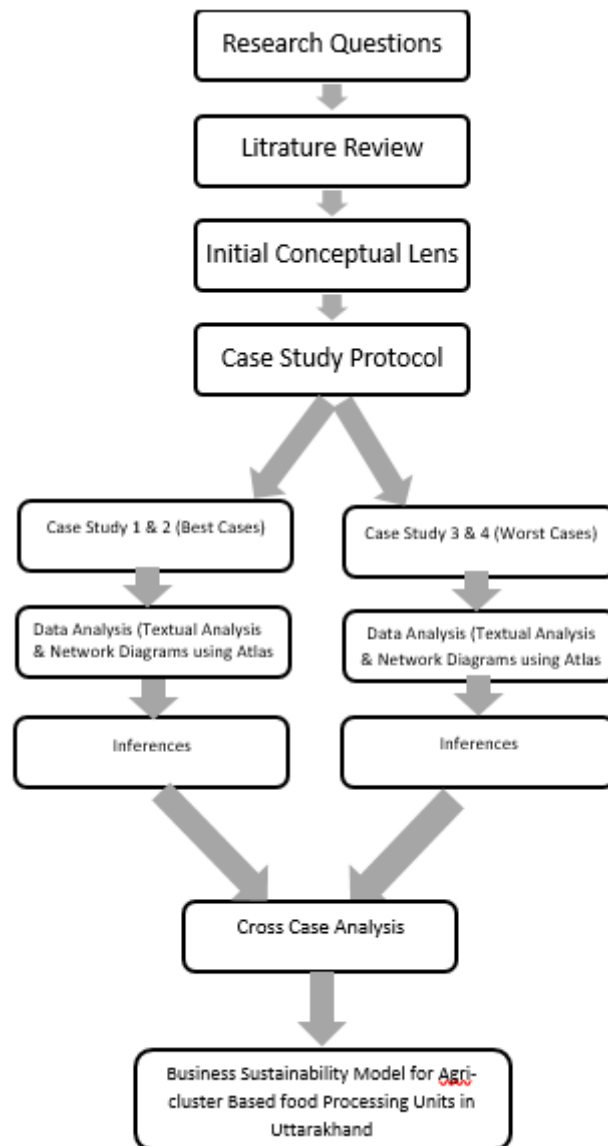 Research Questions
Litrature Review
Initial Conceptual Lens
Case Study Protocol
Case Study 1 & 2 (Best Cases)
Data Analysis (Textual Analysis
& Network Diagrams using Atlas
Inferences
Case Study 3 & 4 (Worst Cases)
Data Analysis (Textual Analysis
& Network Diagrams using Atlas
Inferences
Cross Case Analysis
Business Sustainability Model for Agri-
cluster Based food Processing Units in
Uttarakhand